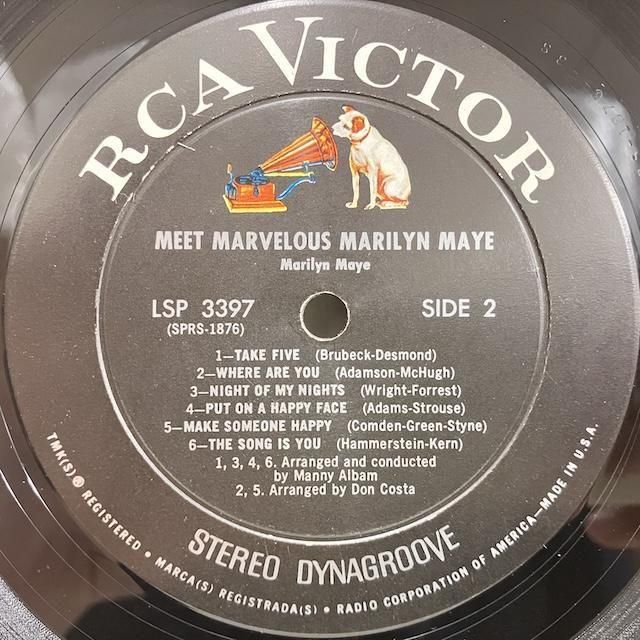 RCA VICTOR
MEET MARVELOUS MARILYN MAYE
Marilyn Maye
LSP 3397
(SPRS-1876)
SIDE 2
1—TAKE FIVE (Brubeck-Desmond)
2—WHERE ARE YOU (Adamson-McHugh)
3—NIGHT OF MY NIGHTS (Wright-Forrest)
4—PUT ON A HAPPY FACE (Adams-Strouse)
5—MAKE SOMEONE HAPPY (Comden-Green-Styne)
6—THE SONG IS YOU (Hammerstein-Kern)
1, 3, 4, 6. Arranged and conducted
by Manny Albam
2, 5. Arranged by Don Costa
STEREO DYNAGROOVE
TMK(S) ® REGISTERED • MARCA(S) REGISTRADA(S) • RADIO CORPORATION OF AMERICA—MADE IN U.S.A.